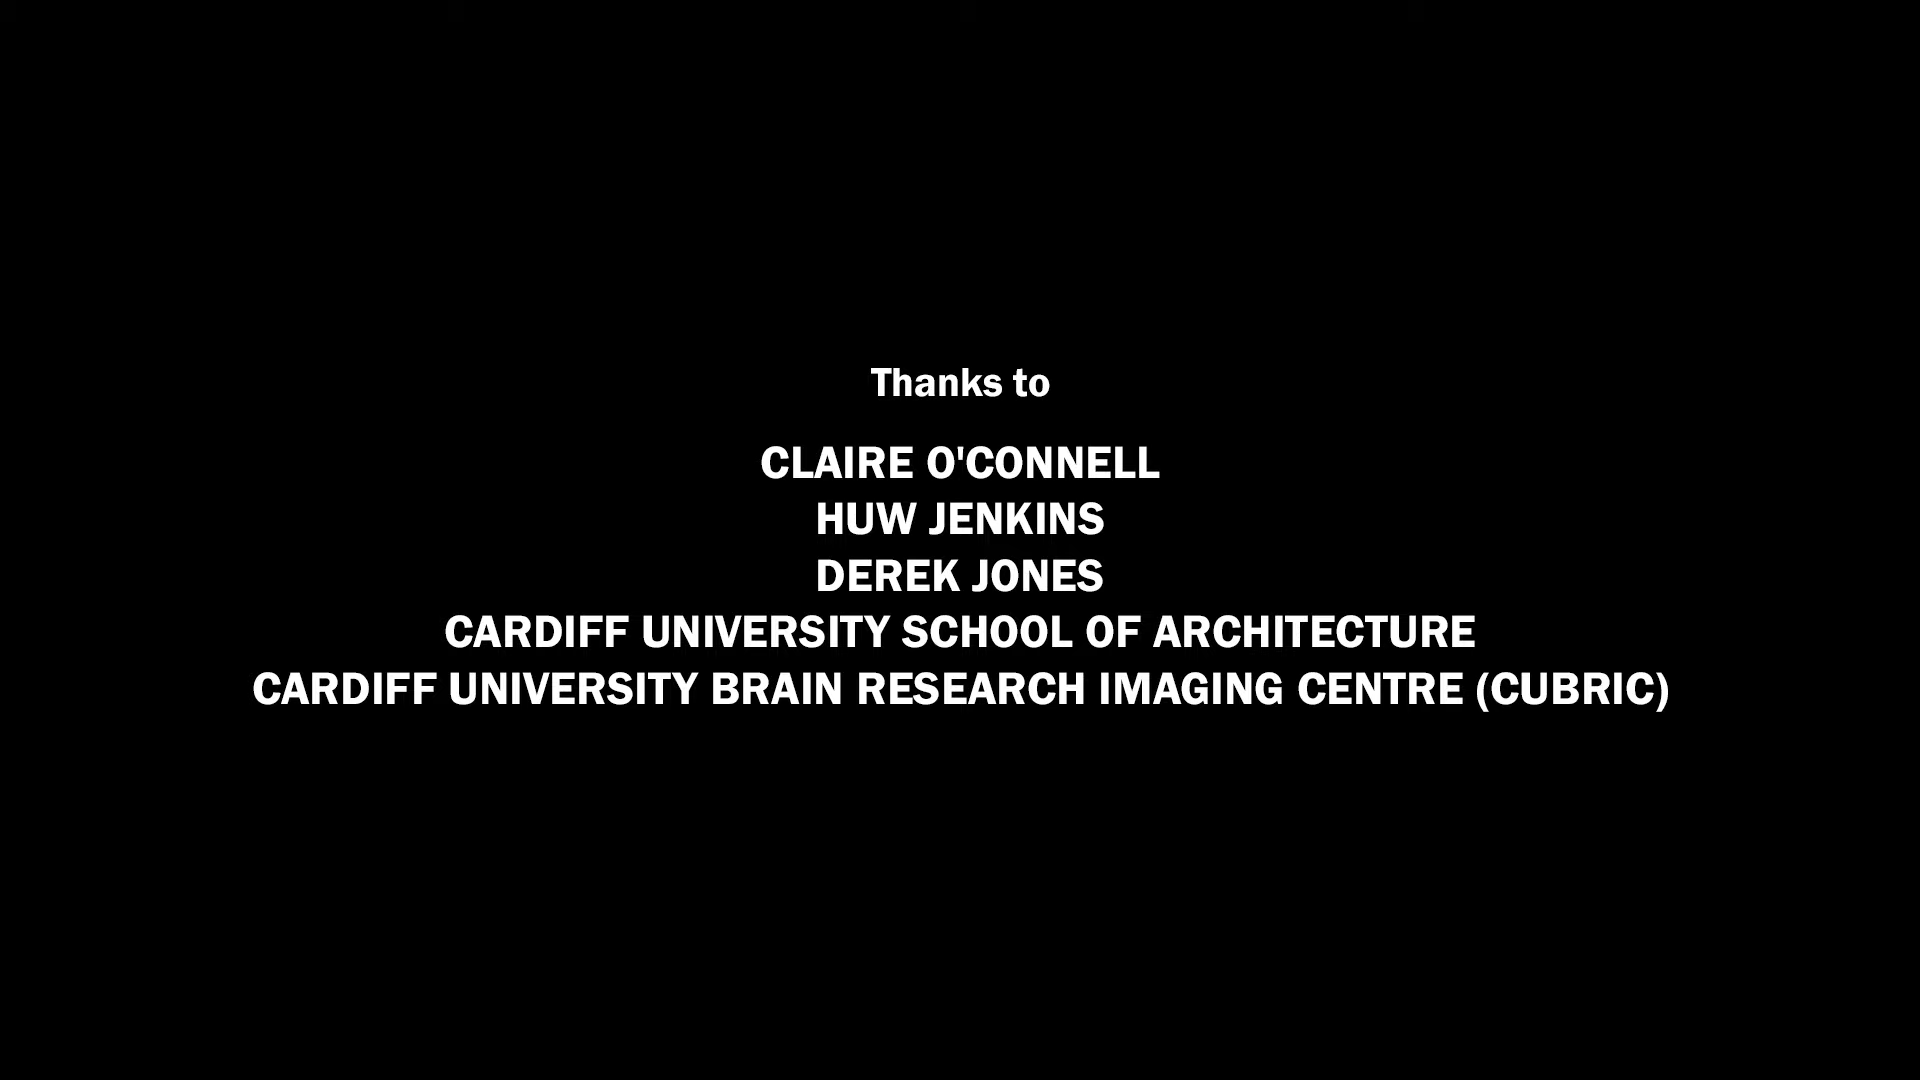 Thanks to
CLAIRE O'CONNELL
HUW JENKINS
DEREK JONES
CARDIFF UNIVERSITY SCHOOL OF ARCHITECTURE
CARDIFF UNIVERSITY BRAIN RESEARCH IMAGING CENTRE (CUBRIC)